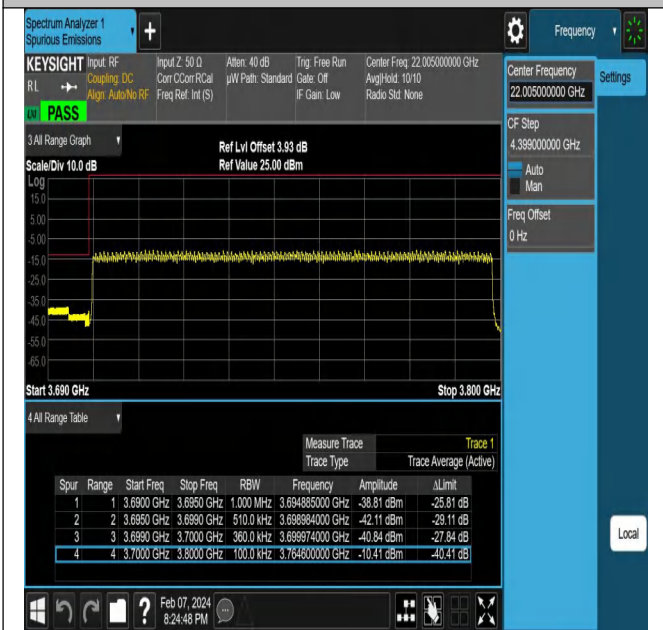 Spectrum Analyzer 1
Spurious Emissions
+
Frequency
KEYSIGHT Input: RF Input Z: 50 Ω Atten: 40 dB Trig: Free Run Center Freq: 22.005000000 GHz
RL Coupling: DC Corr CCorr RCal µW Path: Standard Gate: Off Avg|Hold: 10/10
Align: Auto/No RF Freq Ref: Int (S) IF Gain: Low Radio Std: None
LXI PASS
Center Frequency
22.005000000 GHz
Settings
CF Step
4.399000000 GHz
Auto
Man
Freq Offset
0 Hz
3 All Range Graph
Ref Lvl Offset 3.93 dB
Scale/Div 10.0 dB Ref Value 25.00 dBm
Log
15.0
5.00
-5.00
-15.0
-25.0
-35.0
-45.0
-55.0
-65.0
Start 3.690 GHz Stop 3.800 GHz
4 All Range Table
Measure Trace Trace 1
Trace Type Trace Average (Active)
Spur Range Start Freq Stop Freq RBW Frequency Amplitude ΔLimit
1 1 3.6900 GHz 3.6950 GHz 1.000 MHz 3.694885000 GHz -38.81 dBm -25.81 dB
2 2 3.6950 GHz 3.6990 GHz 510.0 kHz 3.698984000 GHz -42.11 dBm -29.11 dB
3 3 3.6990 GHz 3.7000 GHz 360.0 kHz 3.699974000 GHz -40.84 dBm -27.84 dB
4 4 3.7000 GHz 3.8000 GHz 100.0 kHz 3.764600000 GHz -10.41 dBm -40.41 dB
Local
? Feb 07, 2024
8:24:48 PM